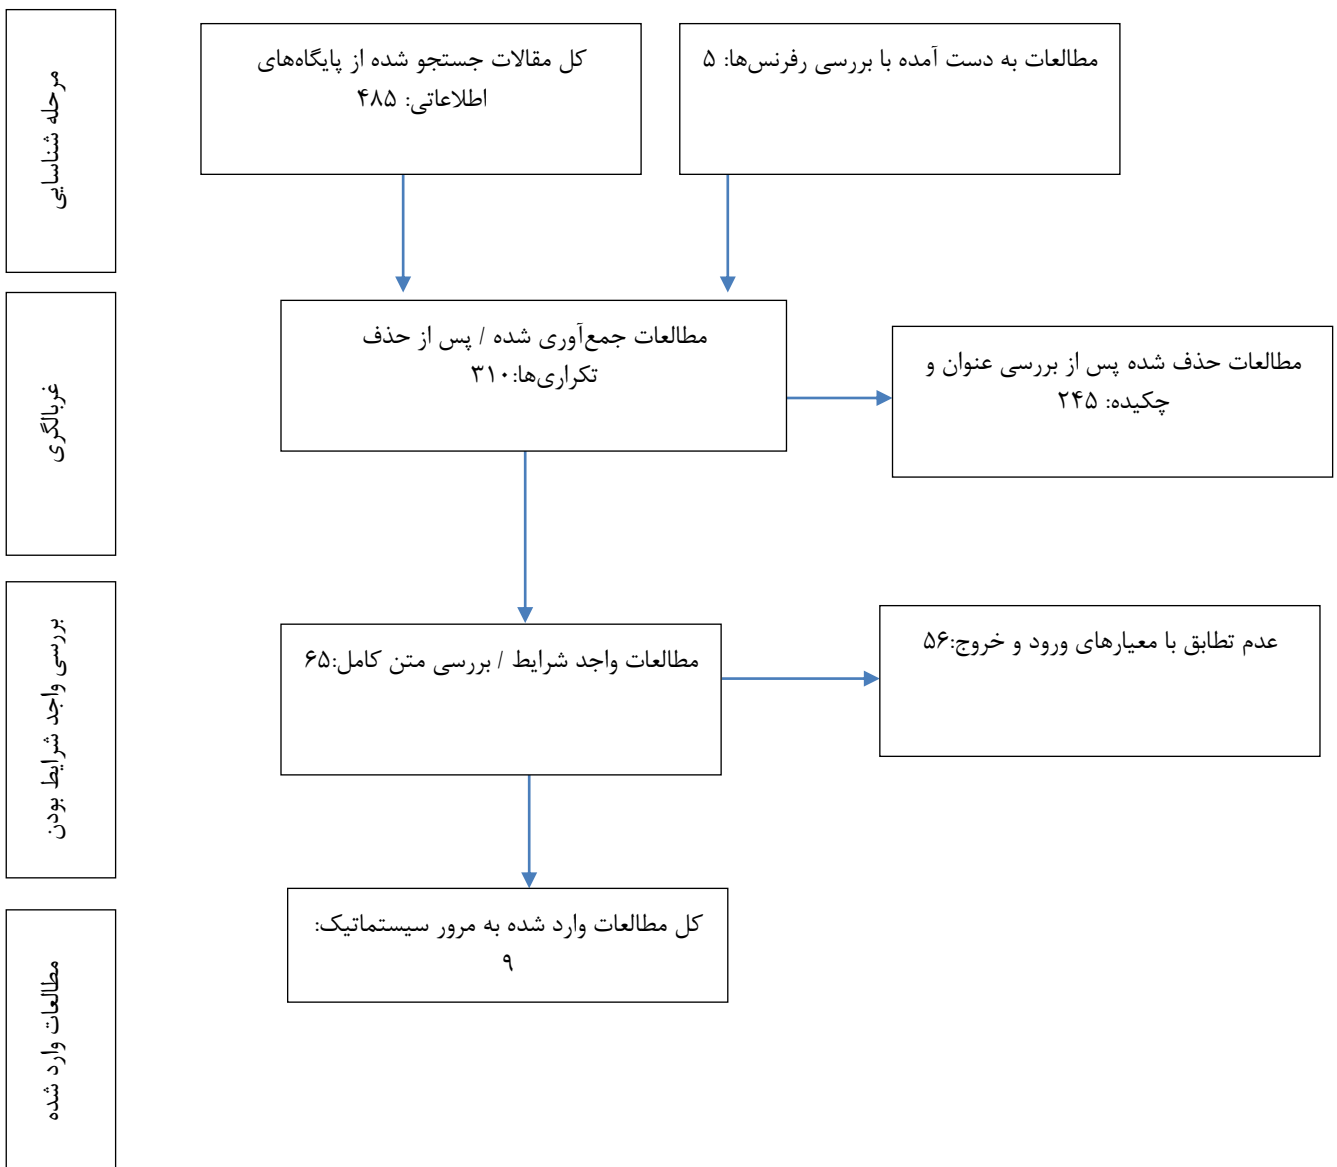 مرحله شناسایی
مطالعات به دست آمده با بررسی رفرنس‌ها: ۵
کل مقالات جستجو شده از پایگاه‌های
اطلاعاتی: ۴۸۵
غربالگری
مطالعات جمع‌آوری شده / پس از حذف
تکراری‌ها:۳۱۰
مطالعات حذف شده پس از بررسی عنوان و
چکیده: ۲۴۵
بررسی واجد شرایط بودن
مطالعات واجد شرایط / بررسی متن کامل:۶۵
عدم تطابق با معیارهای ورود و خروج:۵۶
مطالعات وارد شده
کل مطالعات وارد شده به مرور سیستماتیک:
۹